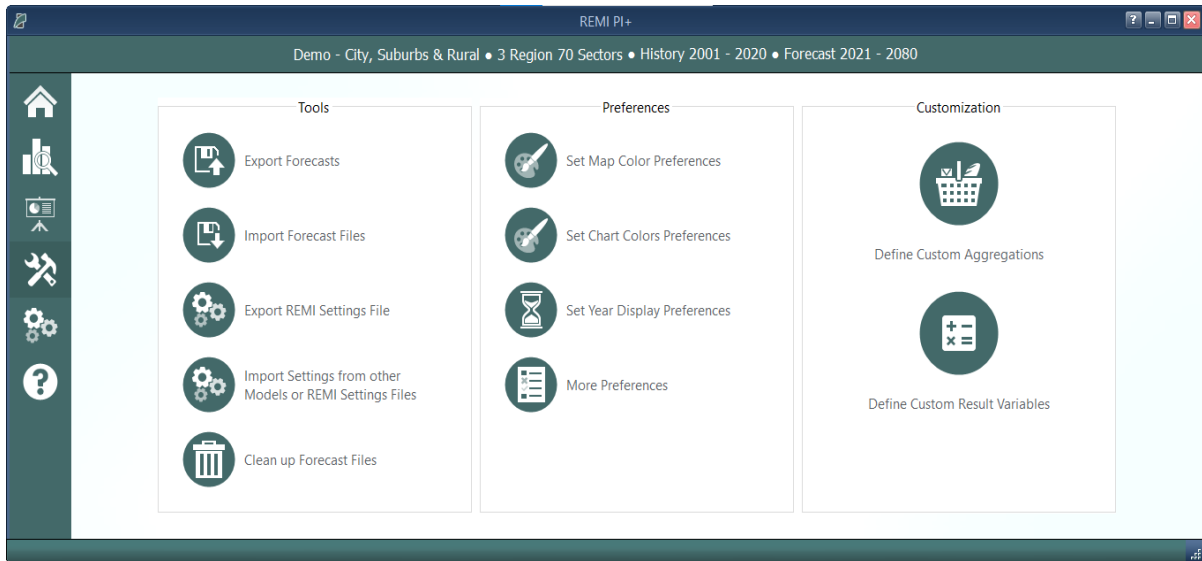 REMI PI+
Demo - City, Suburbs & Rural ● 3 Region 70 Sectors ● History 2001 - 2020 ● Forecast 2021 - 2080
Tools
Export Forecasts
Import Forecast Files
Export REMI Settings File
Import Settings from other
Models or REMI Settings Files
Clean up Forecast Files
Preferences
Set Map Color Preferences
Set Chart Colors Preferences
Set Year Display Preferences
More Preferences
Customization
Define Custom Aggregations
Define Custom Result Variables